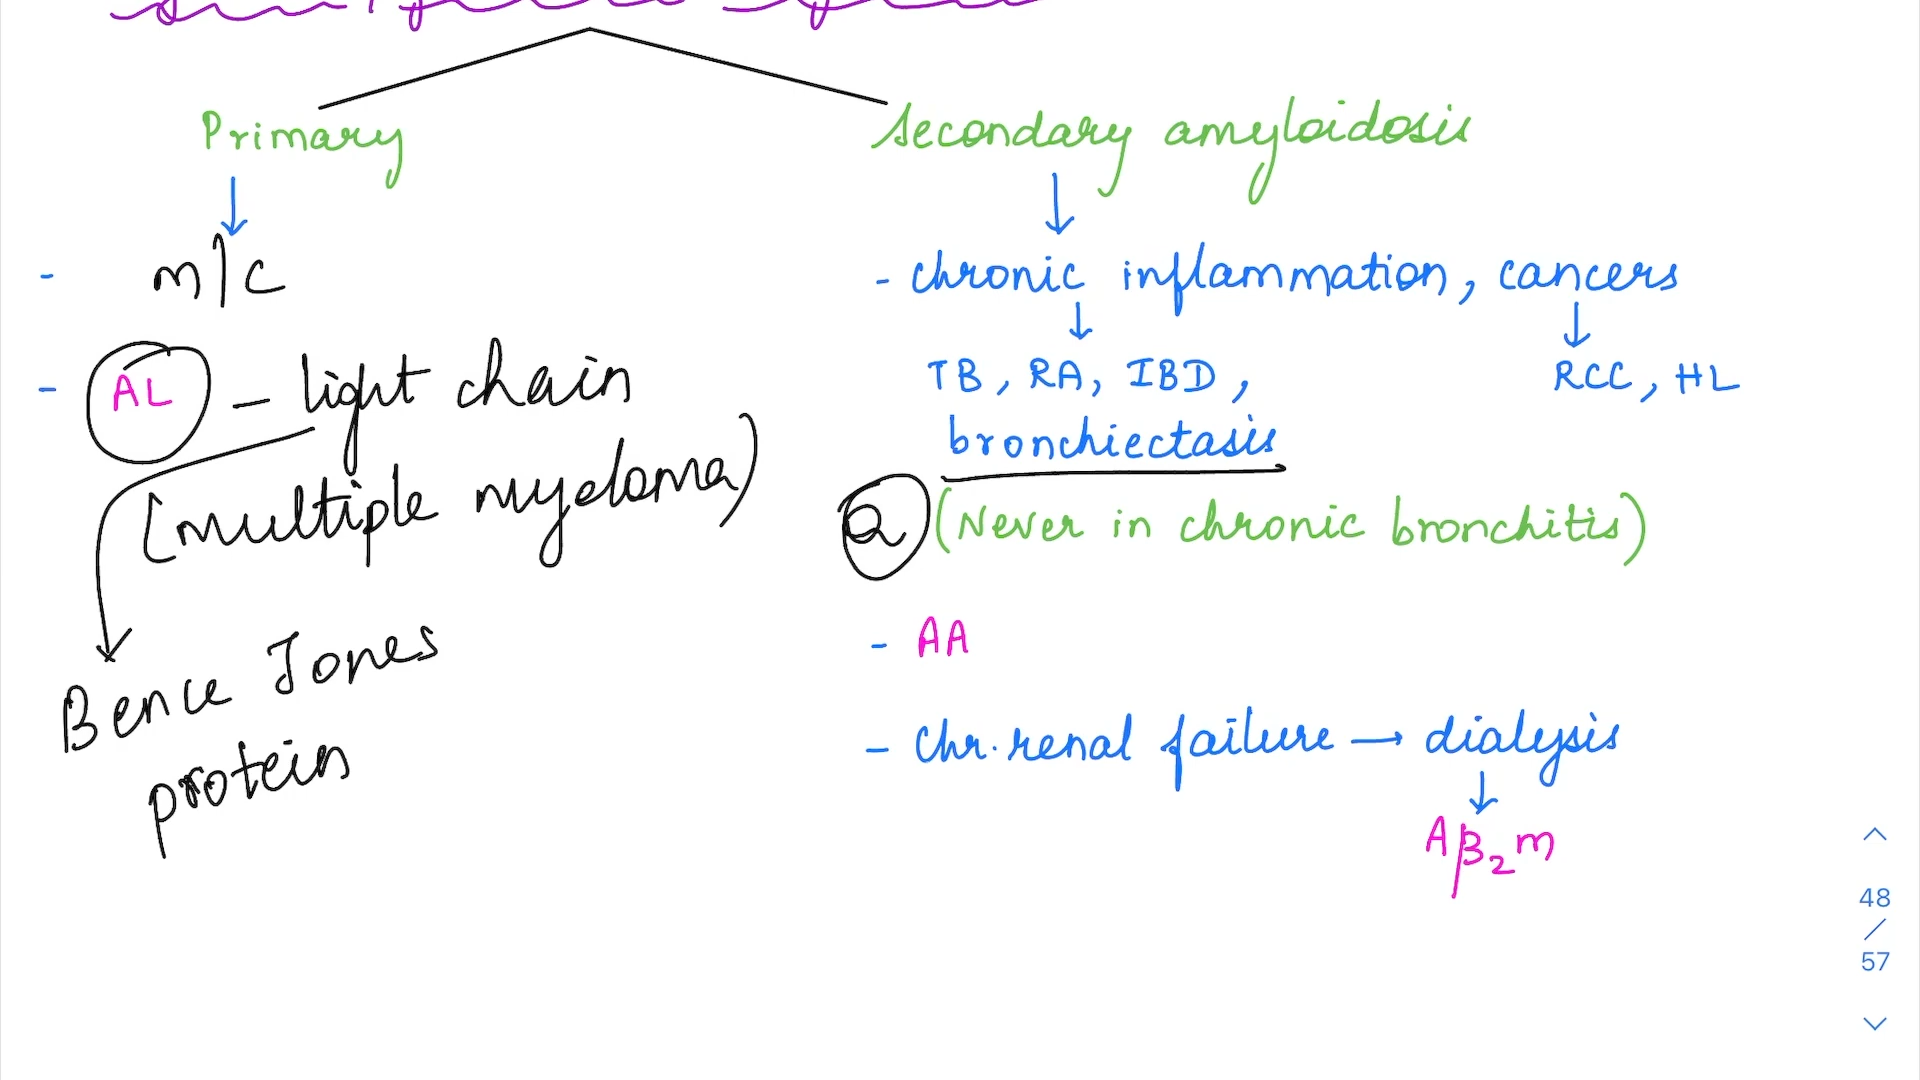 Primary
Secondary amyloidosis
- m/c
- AL - light chain
(multiple myeloma)
Bence Jones
protein
- chronic inflammation, cancers
TB, RA, IBD,
RCC, HL
bronchiectasis
Q (Never in chronic bronchitis)
- AA
- Chr. renal failure → dialysis
Aβ₂m
48
/
57